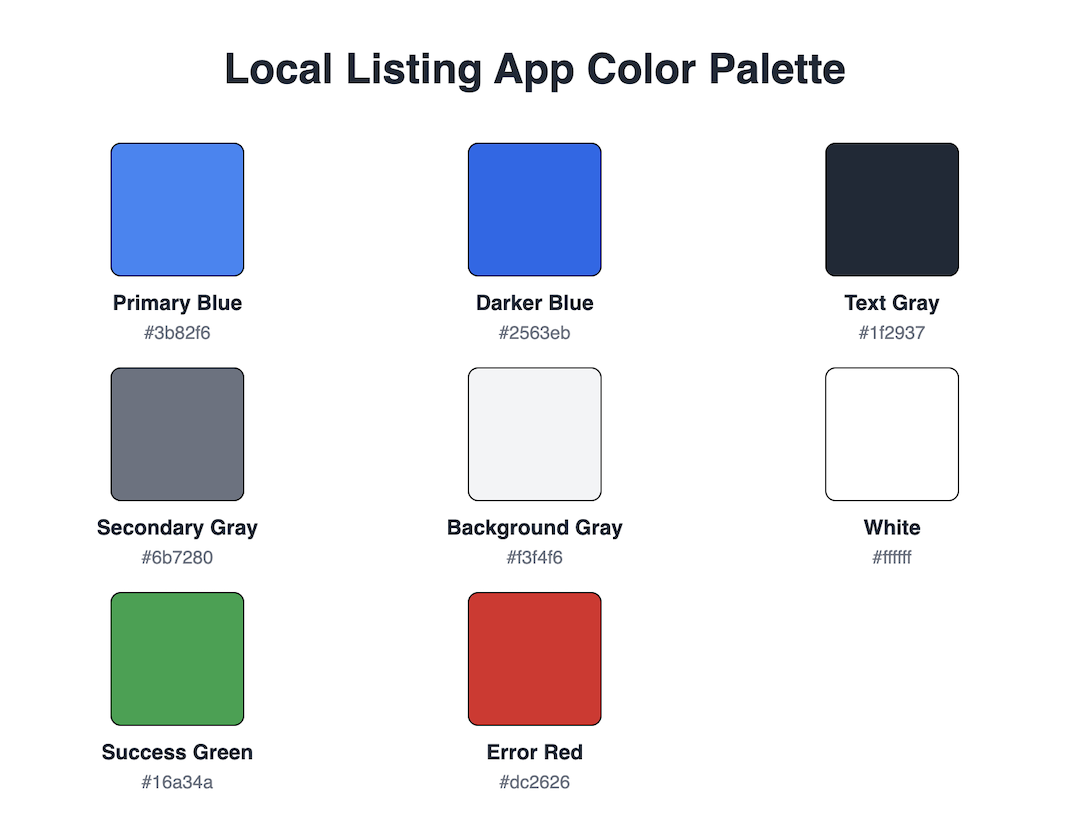 Local Listing App Color Palette
Primary Blue
#3b82f6
Darker Blue
#2563eb
Text Gray
#1f2937
Secondary Gray
#6b7280
Background Gray
#f3f4f6
White
#ffffff
Success Green
#16a34a
Error Red
#dc2626